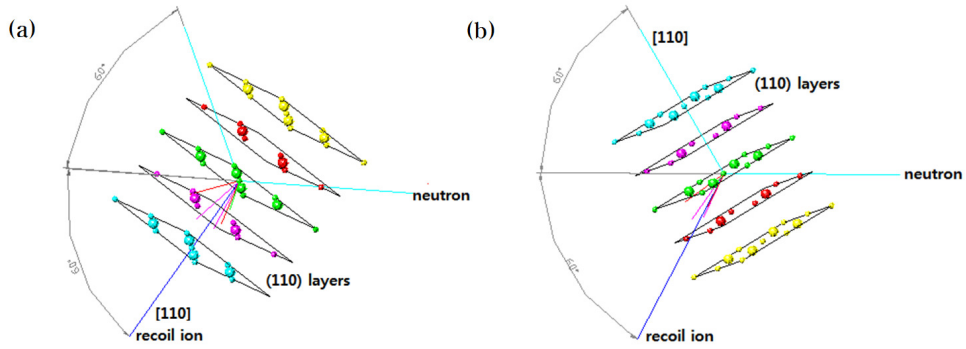 (a)
60°
neutron
60°
(110) layers
[110]
recoil ion
(b)
[110]
60°
(110) layers
neutron
60°
recoil ion